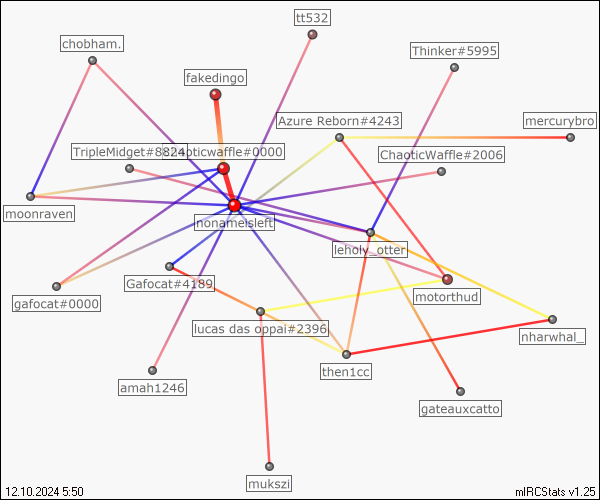 tt532
chobham.
Thinker#5995
fakedingo
Azure Reborn#4243
mercurybro
TripleMidget#8824
chaoticwaffle#0000
ChaoticWaffle#2006
moonraven
nonameisleft
leholy_otter
Gafocat#4189
gafocat#0000
motorthud
lucas das oppai#2396
nharwhal_
then1cc
amah1246
gateauxcatto
mukszi
12.10.2024 5:50
mIRCStats v1.25